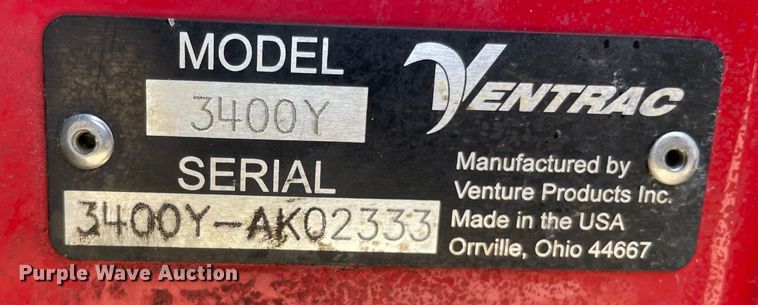 MODEL
3400Y
SERIAL
3400Y-AK02333
VENTRAC
Manufactured by
Venture Products Inc.
Made in the USA
Orrville, Ohio 44667
Purple Wave Auction